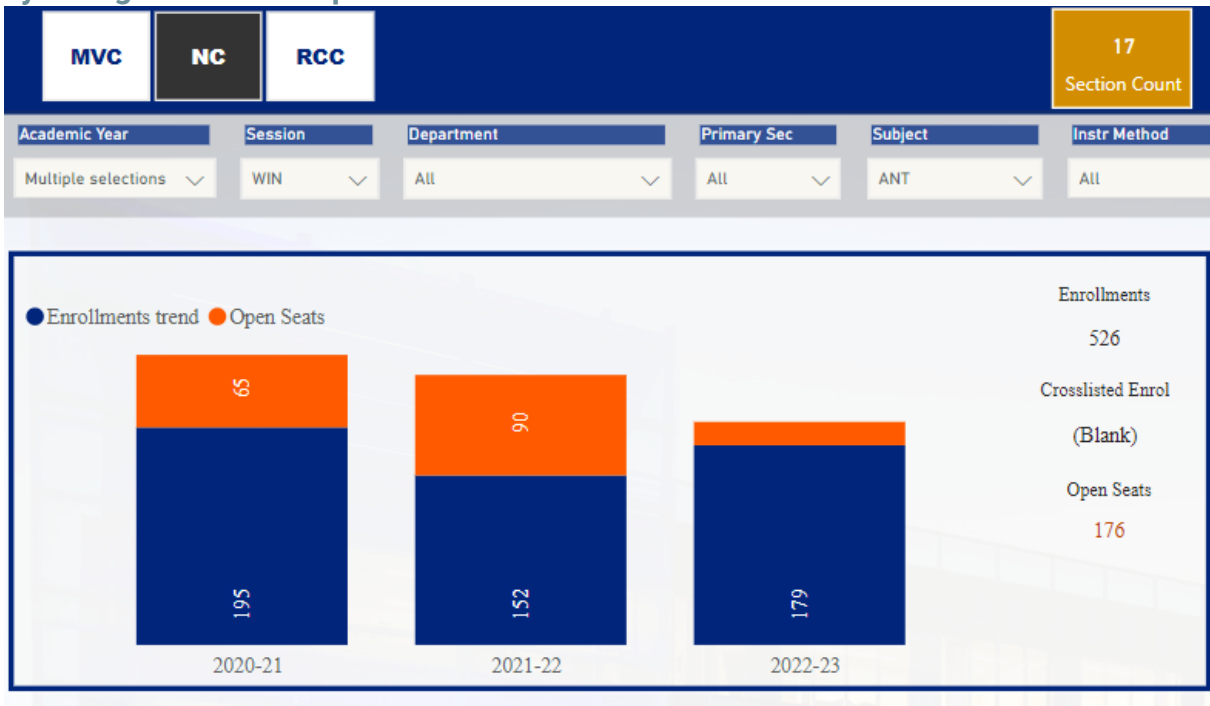 MVC
NC
RCC
17
Section Count
Academic Year
Session
Department
Primary Sec
Subject
Instr Method
Multiple selections
WIN
All
All
ANT
All
Enrollments trend
Open Seats
Enrollments
526
Crosslisted Enrol
(Blank)
Open Seats
176
65
90
195
152
179
2020-21
2021-22
2022-23